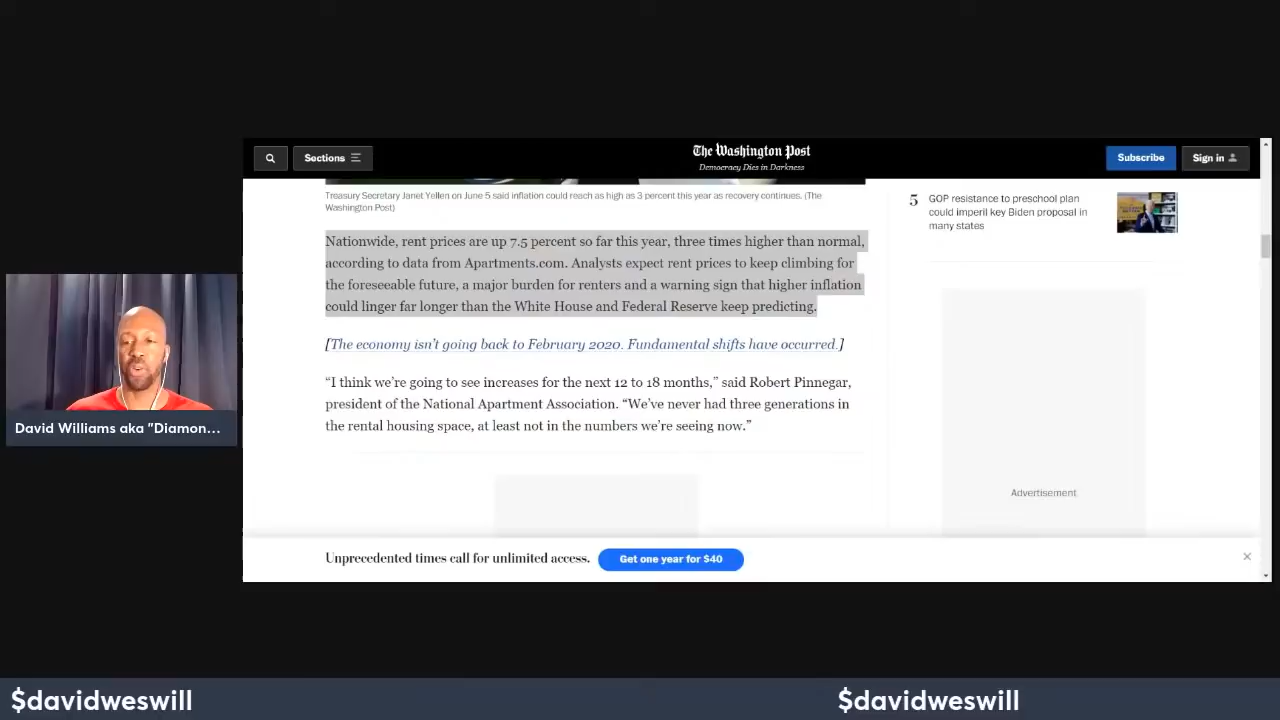 Sections
The Washington Post
Democracy Dies in Darkness
Subscribe
Sign in
Treasury Secretary Janet Yellen on June 5 said inflation could reach as high as 3 percent this year as recovery continues. (The
Washington Post)
Nationwide, rent prices are up 7.5 percent so far this year, three times higher than normal,
according to data from Apartments.com. Analysts expect rent prices to keep climbing for
the foreseeable future, a major burden for renters and a warning sign that higher inflation
could linger far longer than the White House and Federal Reserve keep predicting.
[The economy isn’t going back to February 2020. Fundamental shifts have occurred.]
“I think we’re going to see increases for the next 12 to 18 months,” said Robert Pinnegar,
president of the National Apartment Association. “We’ve never had three generations in
the rental housing space, at least not in the numbers we’re seeing now.”
5
GOP resistance to preschool plan
could imperil key Biden proposal in
many states
Advertisement
Unprecedented times call for unlimited access.
Get one year for $40
David Williams aka "Diamon...
$davidweswill
$davidweswill